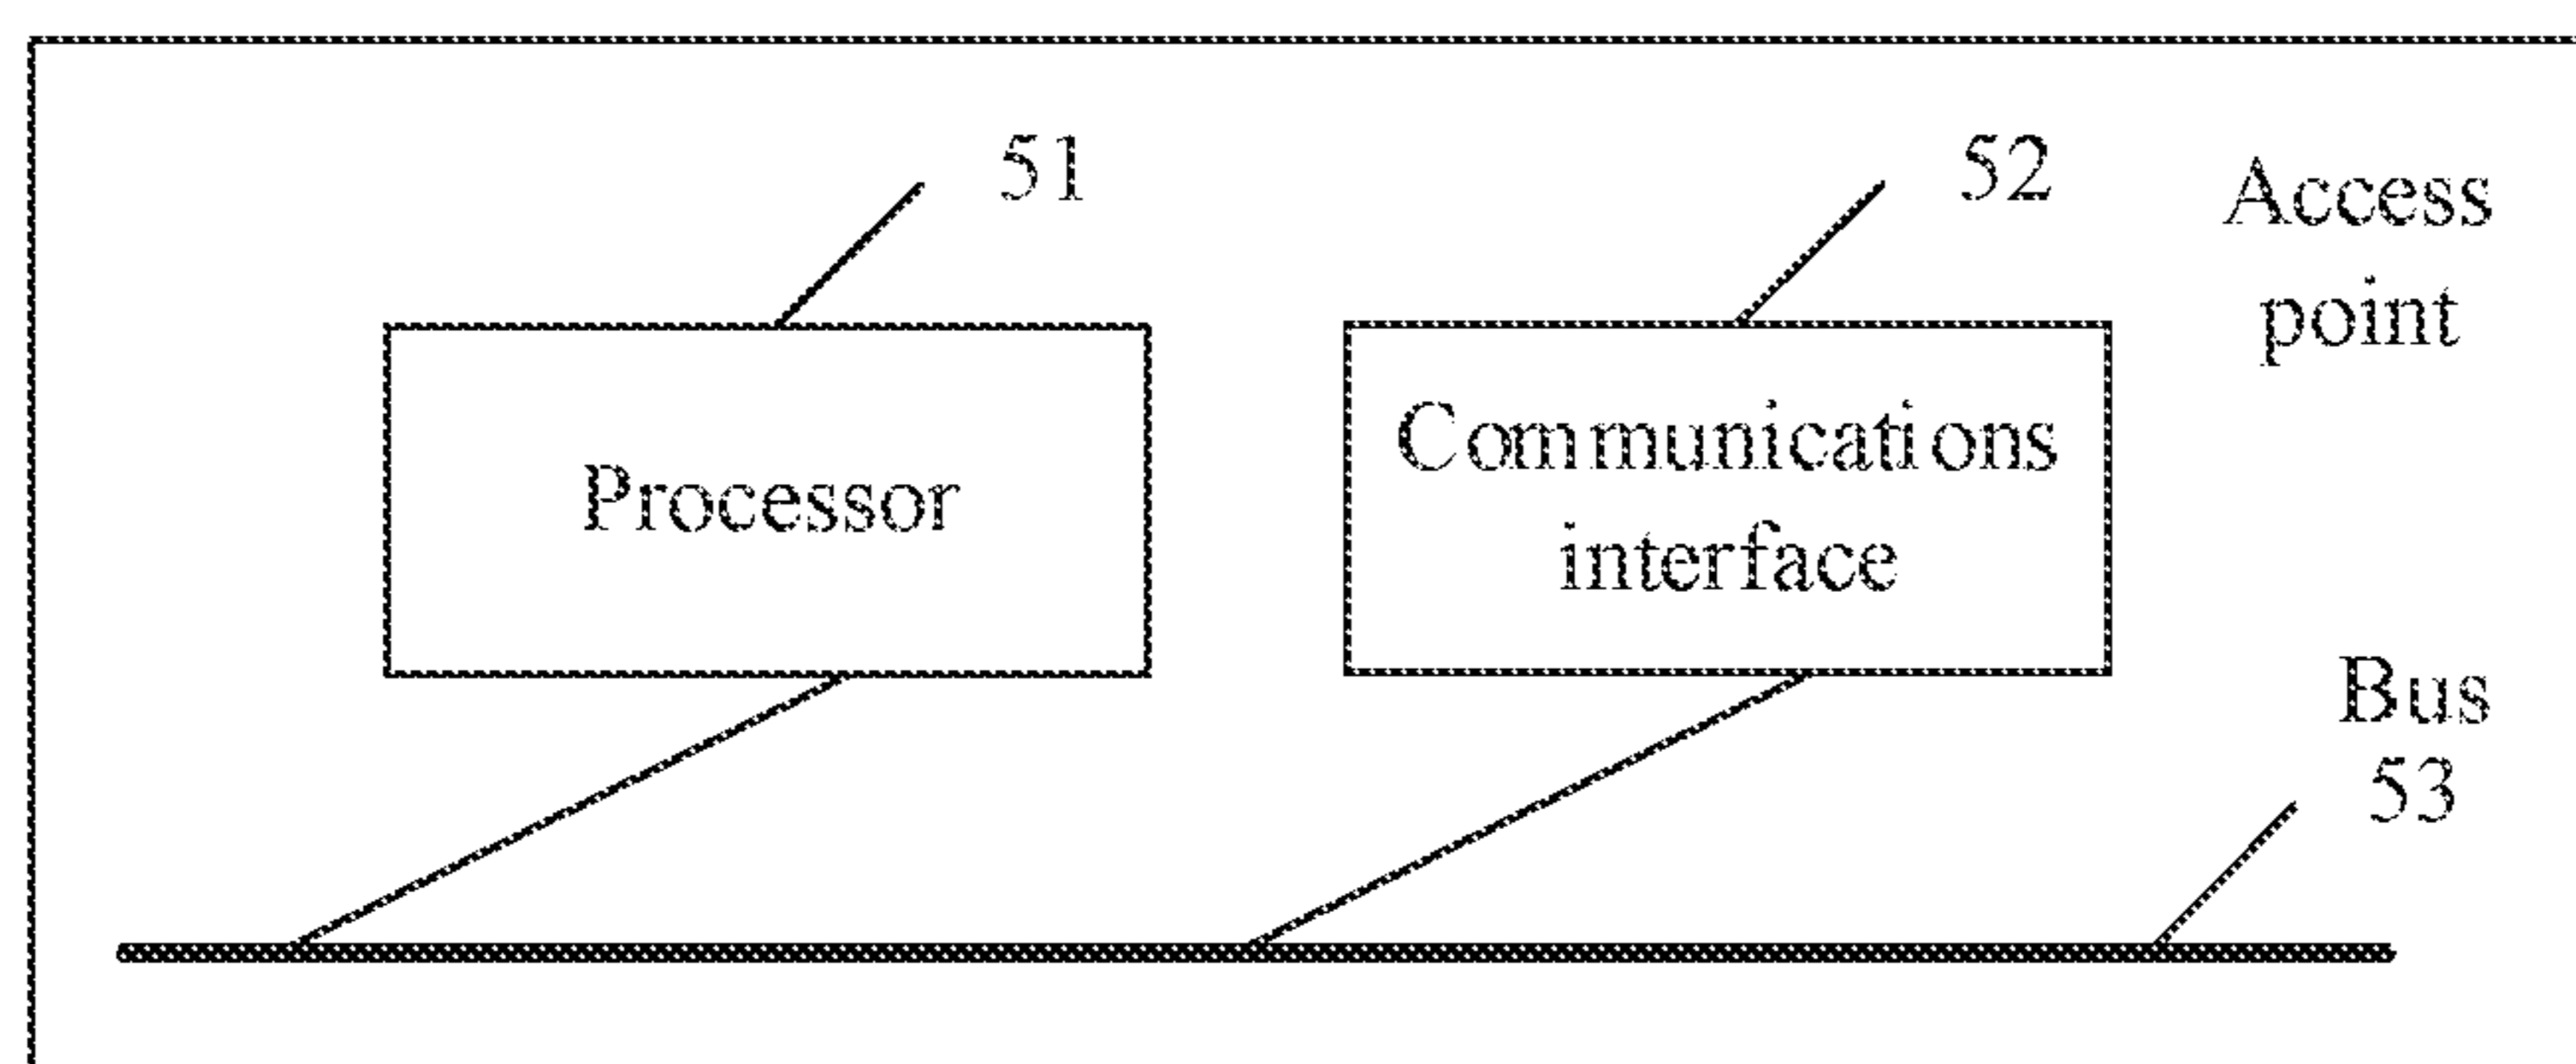 51
52
Access
point
Processor
Communications
interface
Bus
53